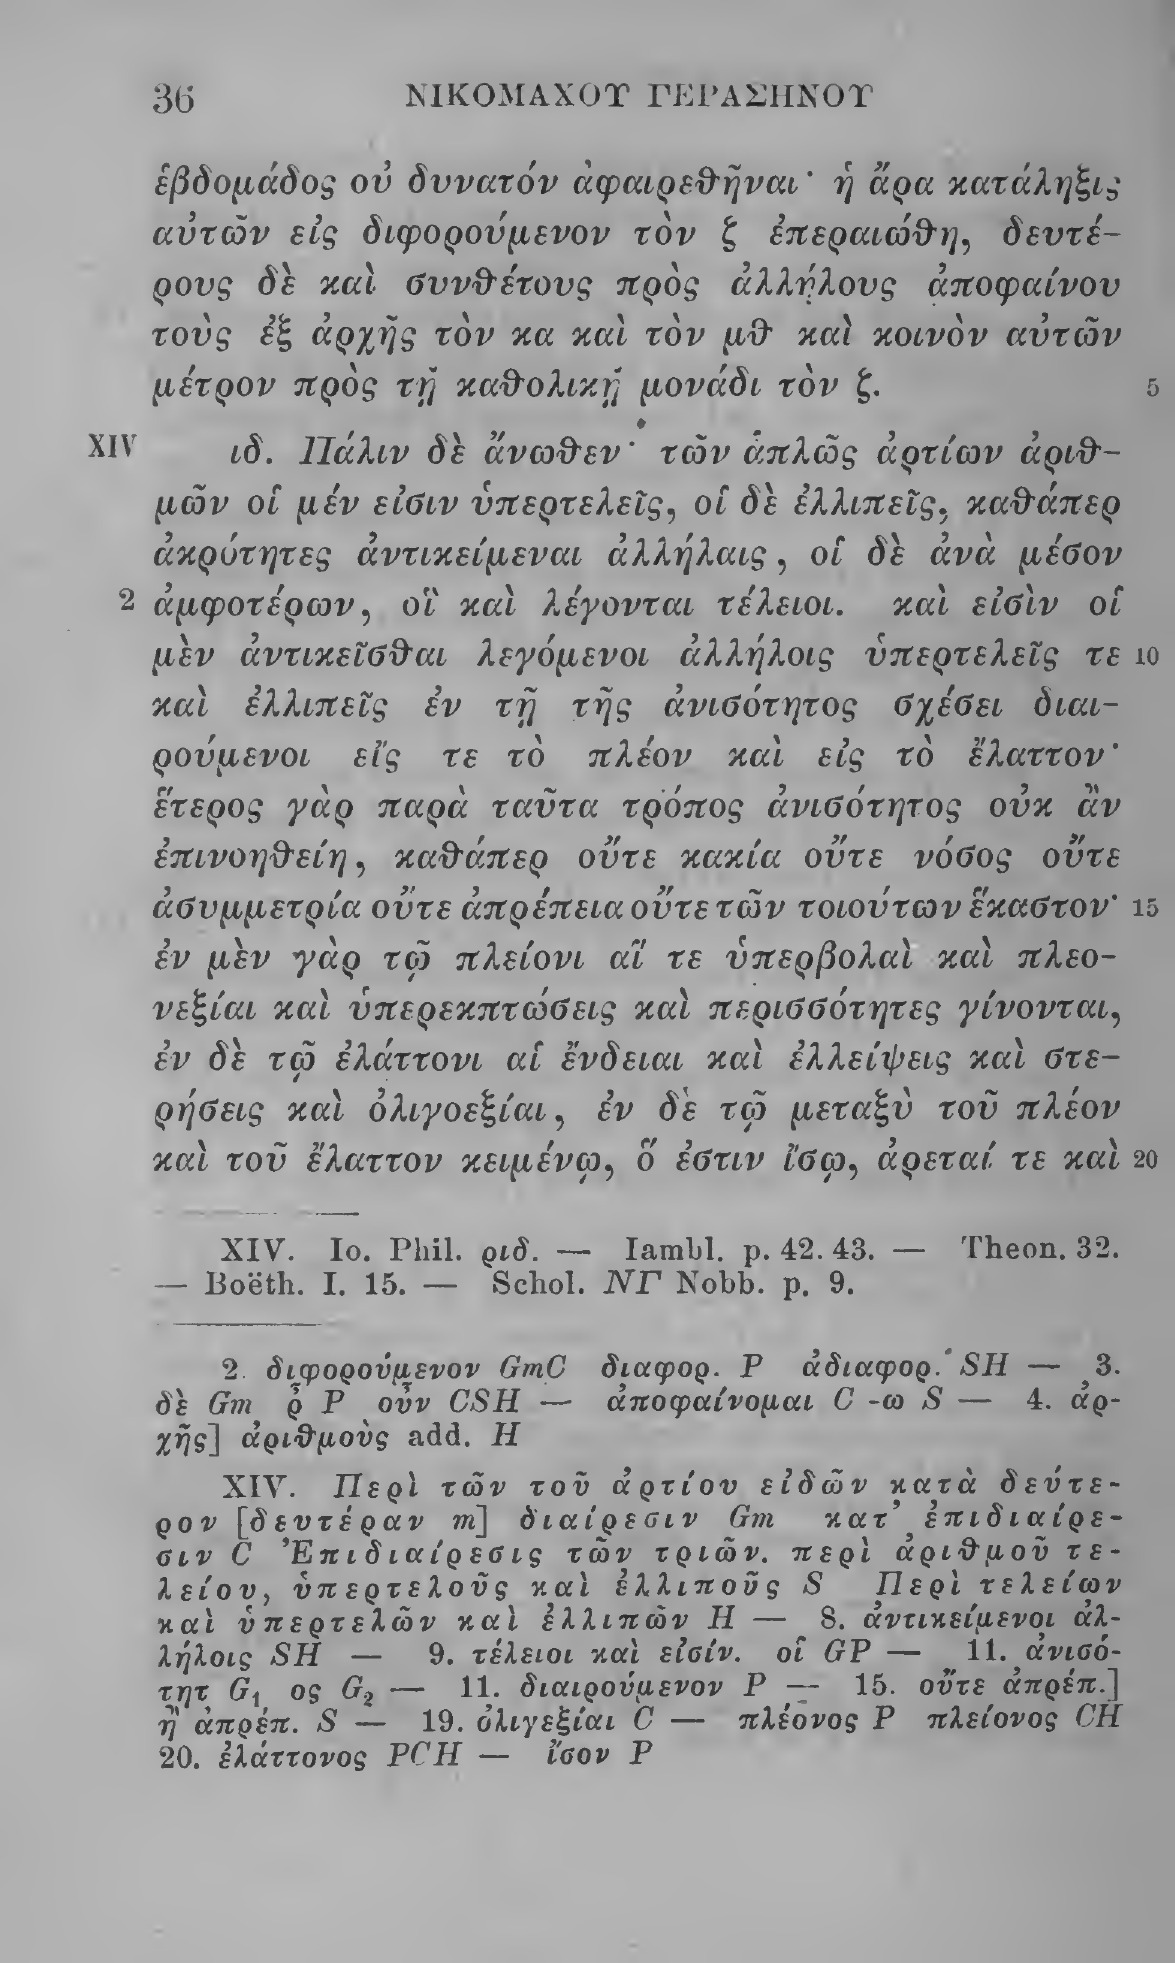 36 ΝΙΚΟΜΑΧΟΥ ΓΕΡΑΣΗΝΟΥ
ἑβδομάδος οὐ δυνατόν ἀφαιρεθῆναι· ἡ ἄρα κατάληξις
αὐτῶν εἰς διφορούμενον τὸν ζ ἐπεραιώθη, δευτέ-
ρους δὲ καὶ συνθέτους πρὸς ἀλλήλους ἀποφαίνου
τοὺς ἐξ ἀρχῆς τὸν κα καὶ τὸν μθ καὶ κοινὸν αὐτῶν
μέτρον πρὸς τῇ καθολικῇ μονάδι τὸν ζ. 5
XIV ιδ. Πάλιν δὲ ἄνωθεν· τῶν ἁπλῶς ἀρτίων ἀριθ-
μῶν οἱ μέν εἰσιν ὑπερτελεῖς, οἱ δὲ ἐλλιπεῖς, καθάπερ
ἀκρότητες ἀντικείμεναι ἀλλήλαις, οἱ δὲ ἀνὰ μέσον
2 ἀμφοτέρων, οἳ καὶ λέγονται τέλειοι. καὶ εἰσὶν οἱ
μὲν ἀντικεῖσθαι λεγόμενοι ἀλλήλοις ὑπερτελεῖς τε 10
καὶ ἐλλιπεῖς ἐν τῇ τῆς ἀνισότητος σχέσει διαι-
ρούμενοι εἴς τε τὸ πλέον καὶ εἰς τὸ ἔλαττον·
ἕτερος γὰρ παρὰ ταῦτα τρόπος ἀνισότητος οὐκ ἂν
ἐπινοηθείη, καθάπερ οὔτε κακία οὔτε νόσος οὔτε
ἀσυμμετρία οὔτε ἀπρέπεια οὔτε τῶν τοιούτων ἕκαστον· 15
ἐν μὲν γὰρ τῷ πλείονι αἵ τε ὑπερβολαὶ καὶ πλεο-
νεξίαι καὶ ὑπερεκπτώσεις καὶ περισσότητες γίνονται,
ἐν δὲ τῷ ἐλάττονι αἱ ἔνδειαι καὶ ἐλλείψεις καὶ στε-
ρήσεις καὶ ὀλιγοεξίαι, ἐν δὲ τῷ μεταξὺ τοῦ πλέον
καὶ τοῦ ἔλαττον κειμένῳ, ὅ ἐστιν ἴσῳ, ἀρεταί τε καὶ 20
XIV. Io. Phil. ριδ. — Iambl. p. 42. 43. — Theon. 32.
— Boëth. I. 15. — Schol. ΝΓ Nobb. p. 9.
2. διφορούμενον GmC διαφορ. P ἀδιαφορ. SH — 3.
δὲ Gm ῤ P οὖν CSH — ἀποφαίνομαι C -ω S — 4. ἀρ-
χῆς] ἀριθμοὺς add. H
XIV. Περὶ τῶν τοῦ ἀρτίου εἰδῶν κατὰ δεύτε-
ρον [δευτέραν m] διαίρεσιν Gm κατ’ ἐπιδιαίρε-
σιν C Ἐπιδιαίρεσις τῶν τριῶν. περὶ ἀριθμοῦ τε-
λείου, ὑπερτελοῦς καὶ ἐλλιποῦς S Περὶ τελείων
καὶ ὑπερτελῶν καὶ ἐλλιπῶν H — 8. ἀντικείμενοι ἀλ-
λήλοις SH — 9. τέλειοι καὶ εἰσίν. οἱ GP — 11. ἀνισό-
τητ G₁ ος G₂ — 11. διαιρούμενον P — 15. οὔτε ἀπρέπ.]
ἢ ἀπρέπ. S — 19. ὀλιγεξίαι C — πλέονος P πλείονος CH
20. ἐλάττονος PCH — ἴσον P